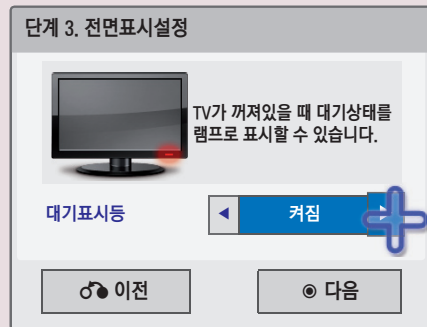 단계 3. 전면표시설정
TV가 꺼져있을 때 대기상태를
램프로 표시할 수 있습니다.
대기표시등 ◀ 켜짐
이전 ◉ 다음